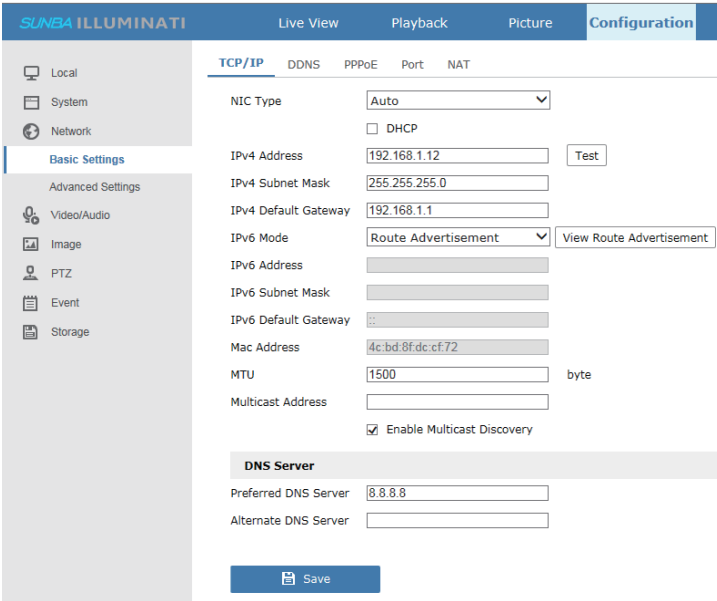 SUNBA ILLUMINATI Live View Playback Picture Configuration
Local
System
Network
Basic Settings
Advanced Settings
Video/Audio
Image
PTZ
Event
Storage
TCP/IP DDNS PPPoE Port NAT
NIC Type Auto
DHCP
IPv4 Address 192.168.1.12 Test
IPv4 Subnet Mask 255.255.255.0
IPv4 Default Gateway 192.168.1.1
IPv6 Mode Route Advertisement View Route Advertisement
IPv6 Address
IPv6 Subnet Mask
IPv6 Default Gateway ::
Mac Address 4c:bd:8f:dc:cf:72
MTU 1500 byte
Multicast Address
Enable Multicast Discovery
DNS Server
Preferred DNS Server 8.8.8.8
Alternate DNS Server
Save